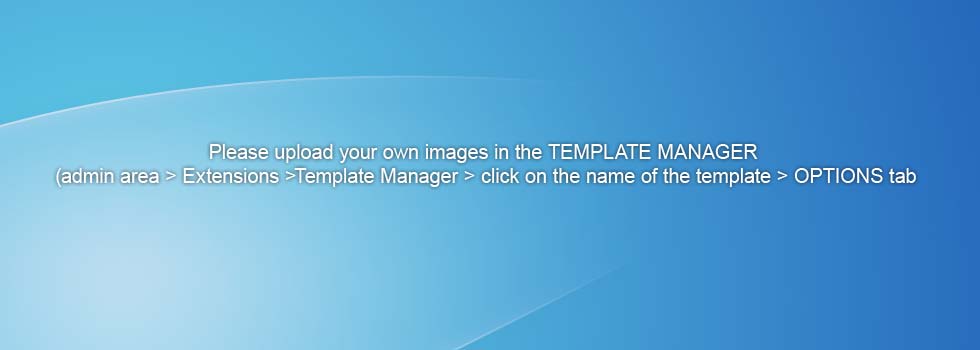 Please upload your own images in the TEMPLATE MANAGER
(admin area > Extensions >Template Manager > click on the name of the template > OPTIONS tab